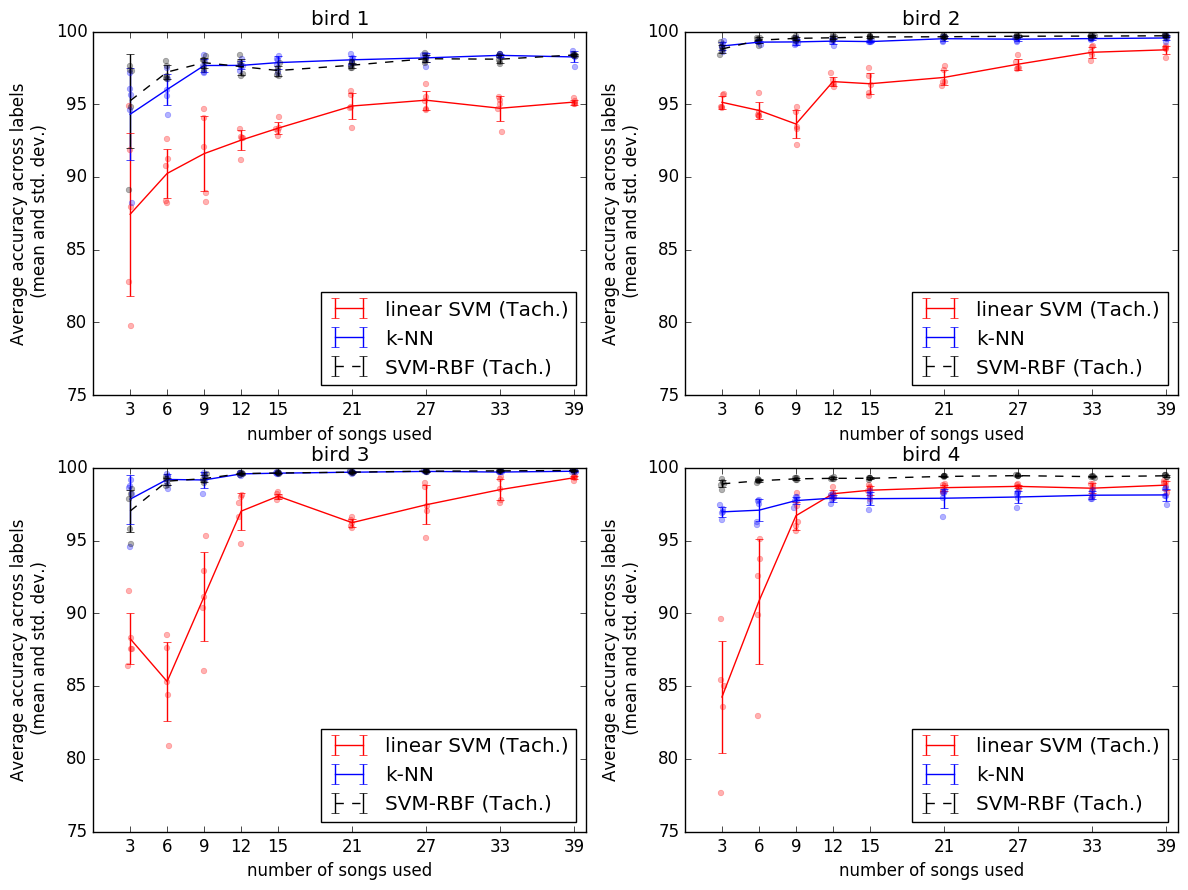 bird 1
100
95
90
85
80
75
Average accuracy across labels
(mean and std. dev.)
linear SVM (Tach.)
k-NN
SVM-RBF (Tach.)
3 6 9 12 15 21 27 33 39
number of songs used
bird 2
100
95
90
85
80
75
Average accuracy across labels
(mean and std. dev.)
linear SVM (Tach.)
k-NN
SVM-RBF (Tach.)
3 6 9 12 15 21 27 33 39
number of songs used
bird 3
100
95
90
85
80
75
Average accuracy across labels
(mean and std. dev.)
linear SVM (Tach.)
k-NN
SVM-RBF (Tach.)
3 6 9 12 15 21 27 33 39
number of songs used
bird 4
100
95
90
85
80
75
Average accuracy across labels
(mean and std. dev.)
linear SVM (Tach.)
k-NN
SVM-RBF (Tach.)
3 6 9 12 15 21 27 33 39
number of songs used